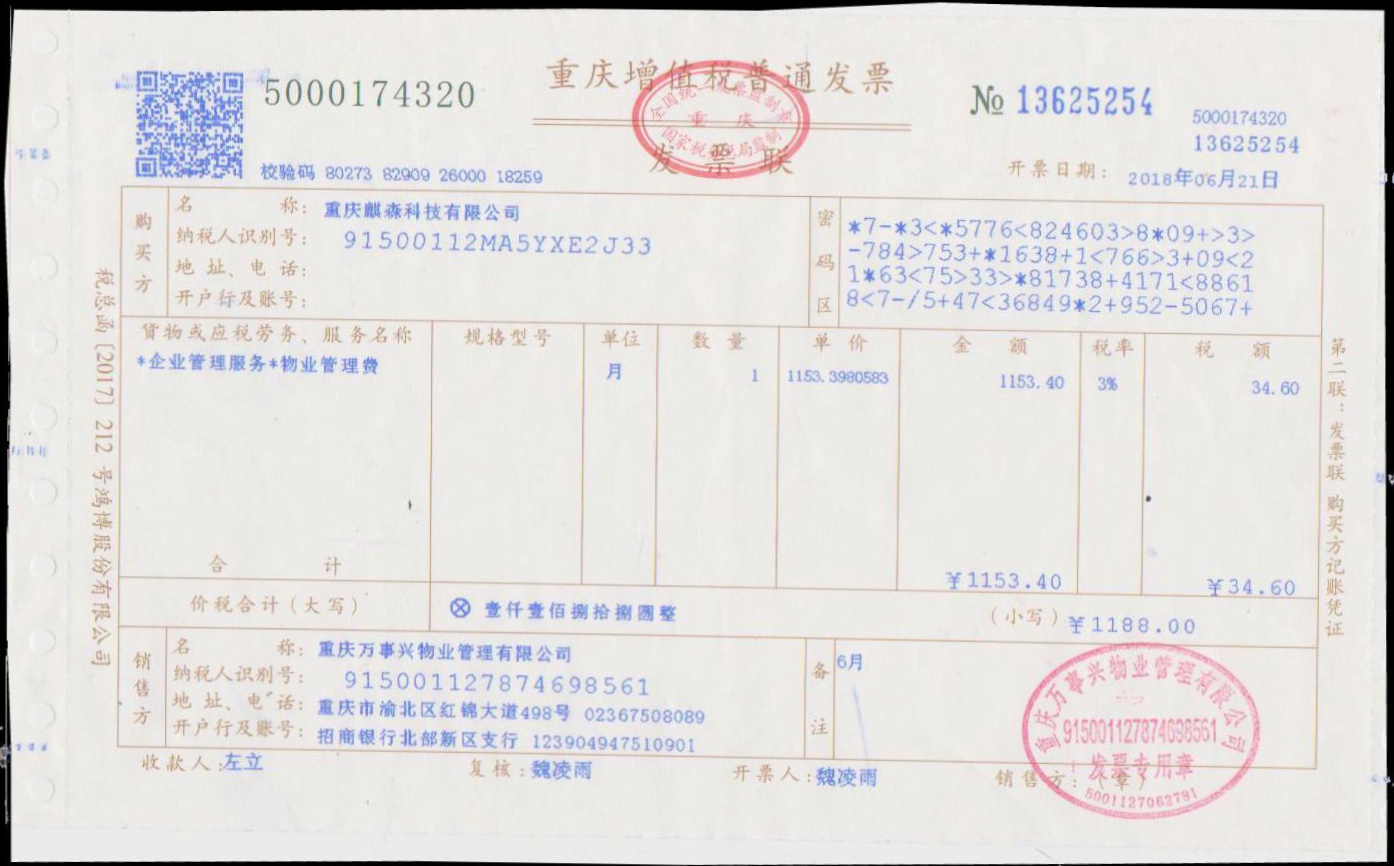 重庆增值税普通发票
5000174320
№ 13625254
5000174320
13625254
全国统一发票监制章
重庆
国家税务总局监制
发票联
校验码 80273 82909 26000 18259
开票日期: 2018年06月21日
购买方
名称: 重庆麒森科技有限公司
纳税人识别号: 91500112MA5YXE2J33
地址、电话:
开户行及账号:
密码区
*7-*3<*5776<824603>8*09+>3>
-784>753+*1638+1<766>3+09<2
1*63<75>33>*81738+4171<8861
8<7-/5+47<36849*2+952-5067+
货物或应税劳务、服务名称 规格型号 单位 数量 单价 金额 税率 税额
*企业管理服务*物业管理费 月 1 1153.3980583 1153.40 3% 34.60
合计 ¥1153.40 ¥34.60
价税合计(大写) ⊗ 壹仟壹佰捌拾捌圆整 (小写) ¥1188.00
销售方
名称: 重庆万事兴物业管理有限公司
纳税人识别号: 915001127874698561
地址、电话: 重庆市渝北区红锦大道498号 02367508089
开户行及账号: 招商银行北部新区支行 123904947510901
备注
6月
收款人: 左立 复核: 魏凌雨 开票人: 魏凌雨 销售方:(章)
重庆万事兴物业管理有限公司
915001127874698561
发票专用章
5001127062781
税总函[2017]212号鸿博股份有限公司
第二联:发票联 购买方记账凭证